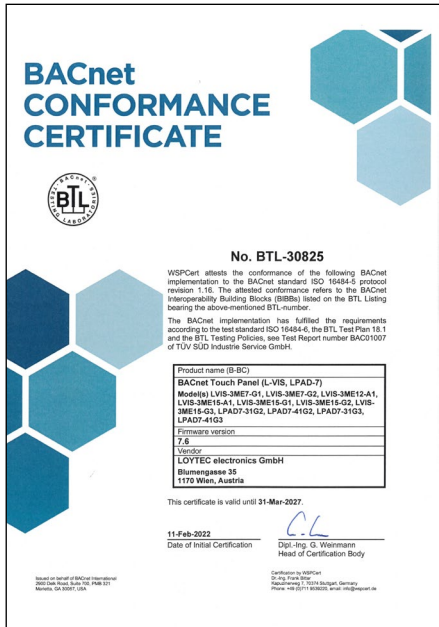 BACnet
CONFORMANCE
CERTIFICATE
BACnet
TESTING LABORATORIES
BTL
®
No. BTL-30825
WSPCert attests the conformance of the following BACnet
implementation to the BACnet standard ISO 16484-5 protocol
revision 1.16. The attested conformance refers to the BACnet
Interoperability Building Blocks (BIBBs) listed on the BTL Listing
bearing the above-mentioned BTL-number.
The BACnet implementation has fulfilled the requirements
according to the test standard ISO 16484-6, the BTL Test Plan 18.1
and the BTL Testing Policies, see Test Report number BAC01007
of TÜV SÜD Industrie Service GmbH.
Product name (B-BC)
BACnet Touch Panel (L-VIS, LPAD-7)
Model(s) LVIS-3ME7-G1, LVIS-3ME7-G2, LVIS-3ME12-A1,
LVIS-3ME15-A1, LVIS-3ME15-G1, LVIS-3ME15-G2, LVIS-
3ME15-G3, LPAD7-31G2, LPAD7-41G2, LPAD7-31G3,
LPAD7-41G3
Firmware version
7.6
Vendor
LOYTEC electronics GmbH
Blumengasse 35
1170 Wien, Austria
This certificate is valid until 31-Mar-2027.
11-Feb-2022
Date of Initial Certification
Dipl.-Ing. G. Weinmann
Head of Certification Body
Issued on behalf of BACnet International
2900 Delk Road, Suite 700, PMB 321
Marietta, GA 30067, USA
Certification by WSPCert
Dr.-Ing. Frank Bitter
Kapuzinerweg 7, 70374 Stuttgart, Germany
Phone: +49 (0)711 9039220, email: info@wspcert.de